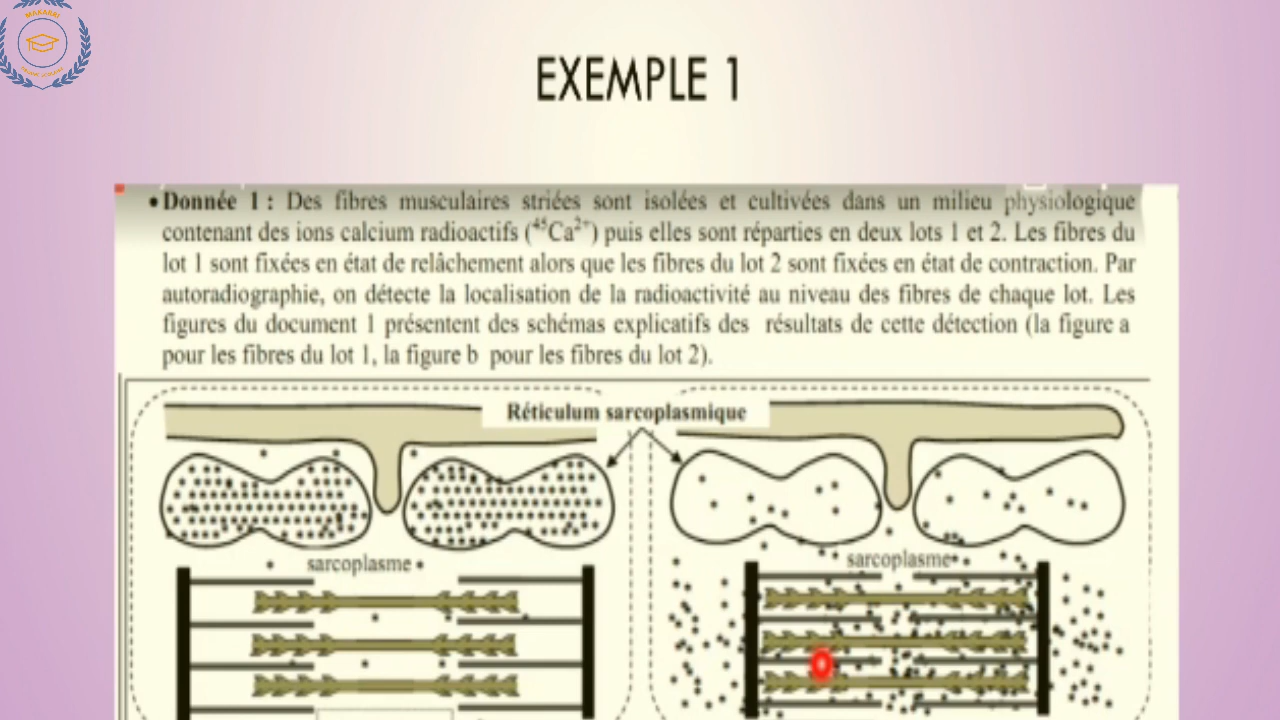 MAKARRI
EXEMPLE 1
• Donnée 1 : Des fibres musculaires striées sont isolées et cultivées dans un milieu physiologique
contenant des ions calcium radioactifs (⁴⁵Ca²⁺) puis elles sont réparties en deux lots 1 et 2. Les fibres du
lot 1 sont fixées en état de relâchement alors que les fibres du lot 2 sont fixées en état de contraction. Par
autoradiographie, on détecte la localisation de la radioactivité au niveau des fibres de chaque lot. Les
figures du document 1 présentent des schémas explicatifs des résultats de cette détection (la figure a
pour les fibres du lot 1, la figure b pour les fibres du lot 2).
Réticulum sarcoplasmique
sarcoplasme
sarcoplasme